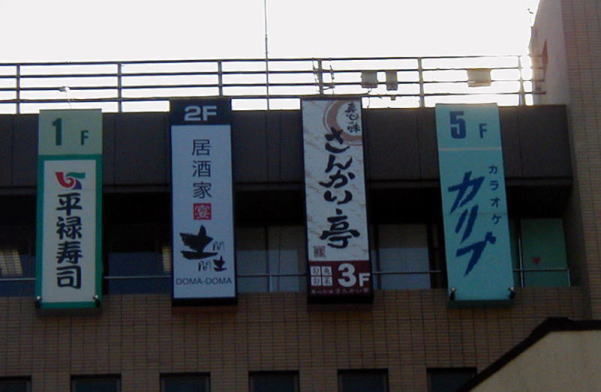 1F
平禄寿司
2F
居酒家
宴
土間土間
DOMA-DOMA
さんかい亭
3F
5F
カラオケ
カリブ